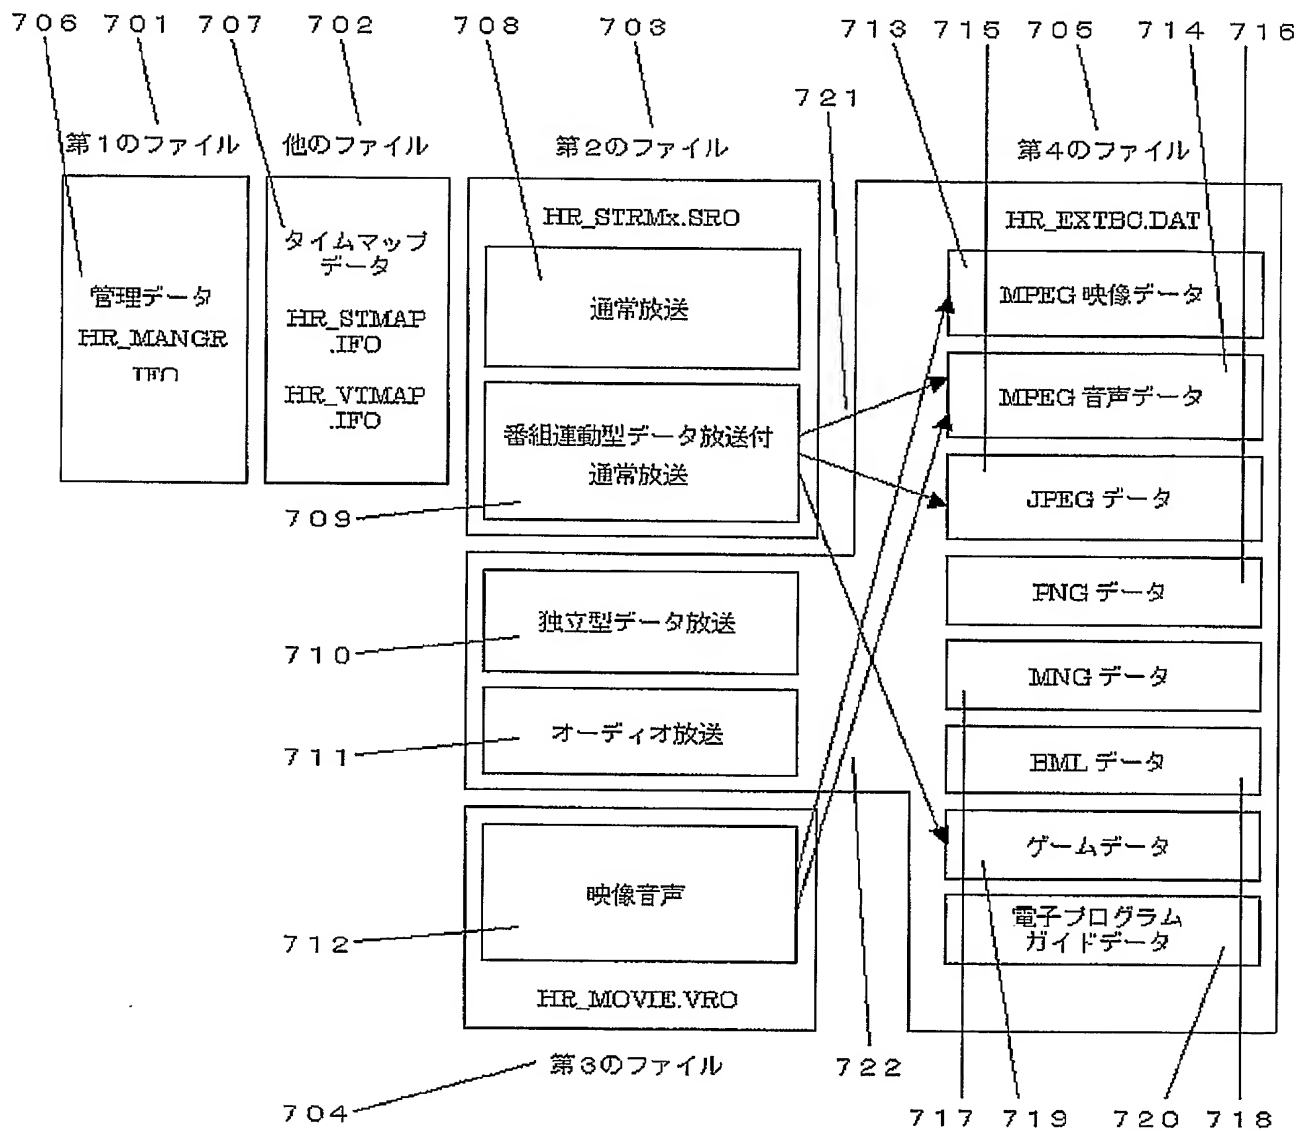 706 701 707 702 708 703 713 715 705 714 716
721
第1のファイル
他のファイル
第2のファイル
第4のファイル
管理データ
HR_MANGR
.IFO
タイムマップ
データ
HR_STMAP
.IFO
HR_VTMAP
.IFO
HR_STRMx.SRO
通常放送
番組連動型データ放送付
通常放送
709
独立型データ放送
710
オーディオ放送
711
映像音声
712
HR_MOVIE.VRO
第3のファイル
704
HR_EXTBC.DAT
MPEG 映像データ
MPEG 音声データ
JPEG データ
PNG データ
MNG データ
BML データ
ゲームデータ
電子プログラム
ガイドデータ
722
717 719 720 718